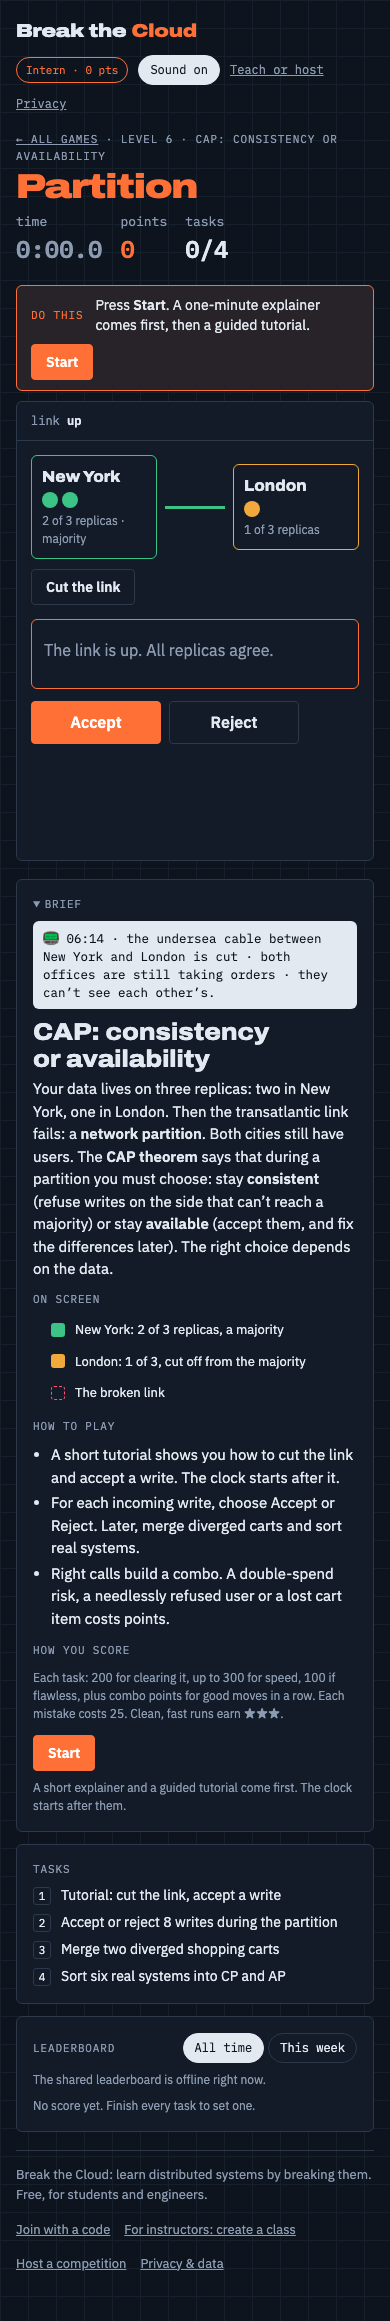 Break the Cloud
Intern · 0 pts
Sound on
Teach or host
Privacy
← ALL GAMES · LEVEL 6 · CAP: CONSISTENCY OR
AVAILABILITY
Partition
time points tasks
0:00.0 0 0/4
DO THIS
Press Start. A one-minute explainer
comes first, then a guided tutorial.
Start
link up
New York
2 of 3 replicas ·
majority
London
1 of 3 replicas
Cut the link
The link is up. All replicas agree.
Accept
Reject
▼ BRIEF
06:14 · the undersea cable between
New York and London is cut · both
offices are still taking orders · they
can’t see each other’s.
CAP: consistency
or availability
Your data lives on three replicas: two in New
York, one in London. Then the transatlantic link
fails: a network partition. Both cities still have
users. The CAP theorem says that during a
partition you must choose: stay consistent
(refuse writes on the side that can’t reach a
majority) or stay available (accept them, and fix
the differences later). The right choice depends
on the data.
ON SCREEN
New York: 2 of 3 replicas, a majority
London: 1 of 3, cut off from the majority
The broken link
HOW TO PLAY
• A short tutorial shows you how to cut the link
and accept a write. The clock starts after it.
• For each incoming write, choose Accept or
Reject. Later, merge diverged carts and sort
real systems.
• Right calls build a combo. A double-spend
risk, a needlessly refused user or a lost cart
item costs points.
HOW YOU SCORE
Each task: 200 for clearing it, up to 300 for speed, 100 if
flawless, plus combo points for good moves in a row. Each
mistake costs 25. Clean, fast runs earn ★★★.
Start
A short explainer and a guided tutorial come first. The clock
starts after them.
TASKS
1 Tutorial: cut the link, accept a write
2 Accept or reject 8 writes during the partition
3 Merge two diverged shopping carts
4 Sort six real systems into CP and AP
LEADERBOARD
All time
This week
The shared leaderboard is offline right now.
No score yet. Finish every task to set one.
Break the Cloud: learn distributed systems by breaking them.
Free, for students and engineers.
Join with a code For instructors: create a class
Host a competition Privacy & data